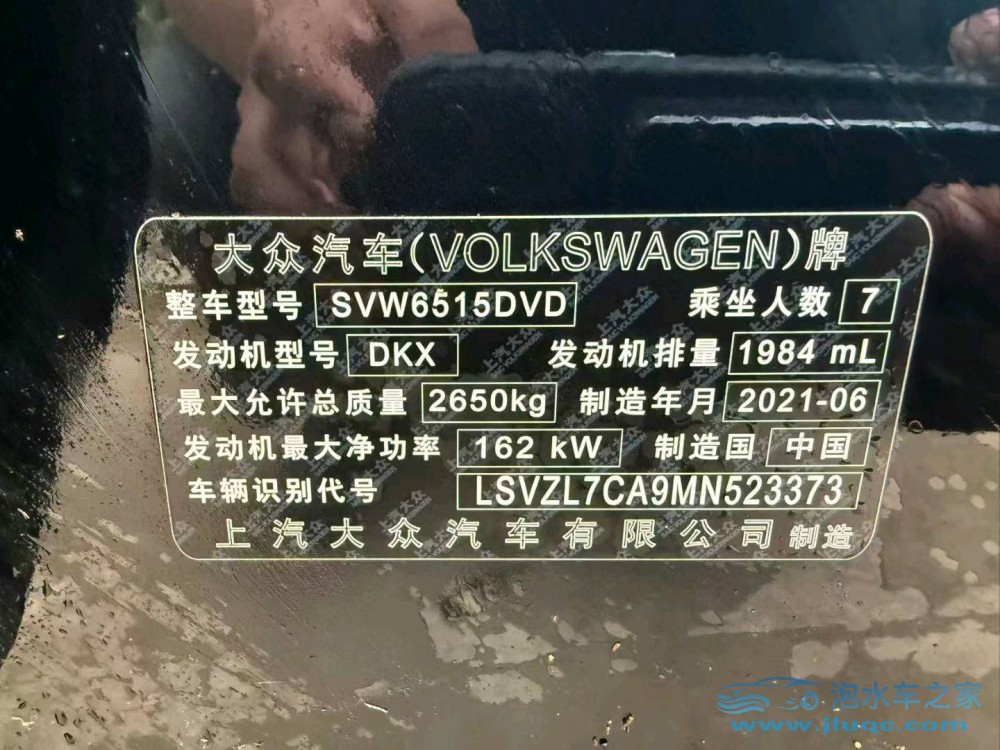 大众汽车(VOLKSWAGEN)牌
整车型号 SVW6515DVD 乘坐人数 7
发动机型号 DKX 发动机排量 1984 mL
最大允许总质量 2650kg 制造年月 2021-06
发动机最大净功率 162 kW 制造国 中国
车辆识别代号 LSVZL7CA9MN523373
上汽大众汽车有限公司 制造
泡水车之家
www.jluqc.com